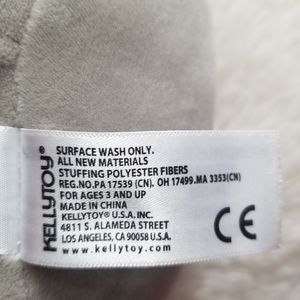 KELLYTOY®
SURFACE WASH ONLY.
ALL NEW MATERIALS
STUFFING POLYESTER FIBERS
REG.NO.PA 17539 (CN). OH 17499.MA 3353(CN)
FOR AGES 3 AND UP
MADE IN CHINA
KELLYTOY® U.S.A. INC.
4811 S. ALAMEDA STREET
LOS ANGELES, CA 90058 U.S.A.
www.kellytoy.com
CE